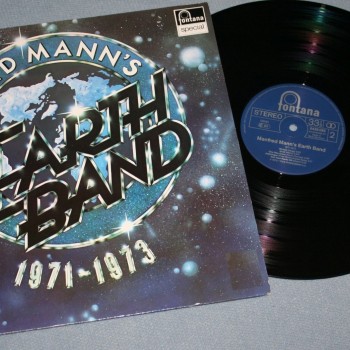 fontana
special
D MANN'S
EARTH
BAND
1971-1973
fontana
STEREO
33
2
Manfred Mann's Earth Band